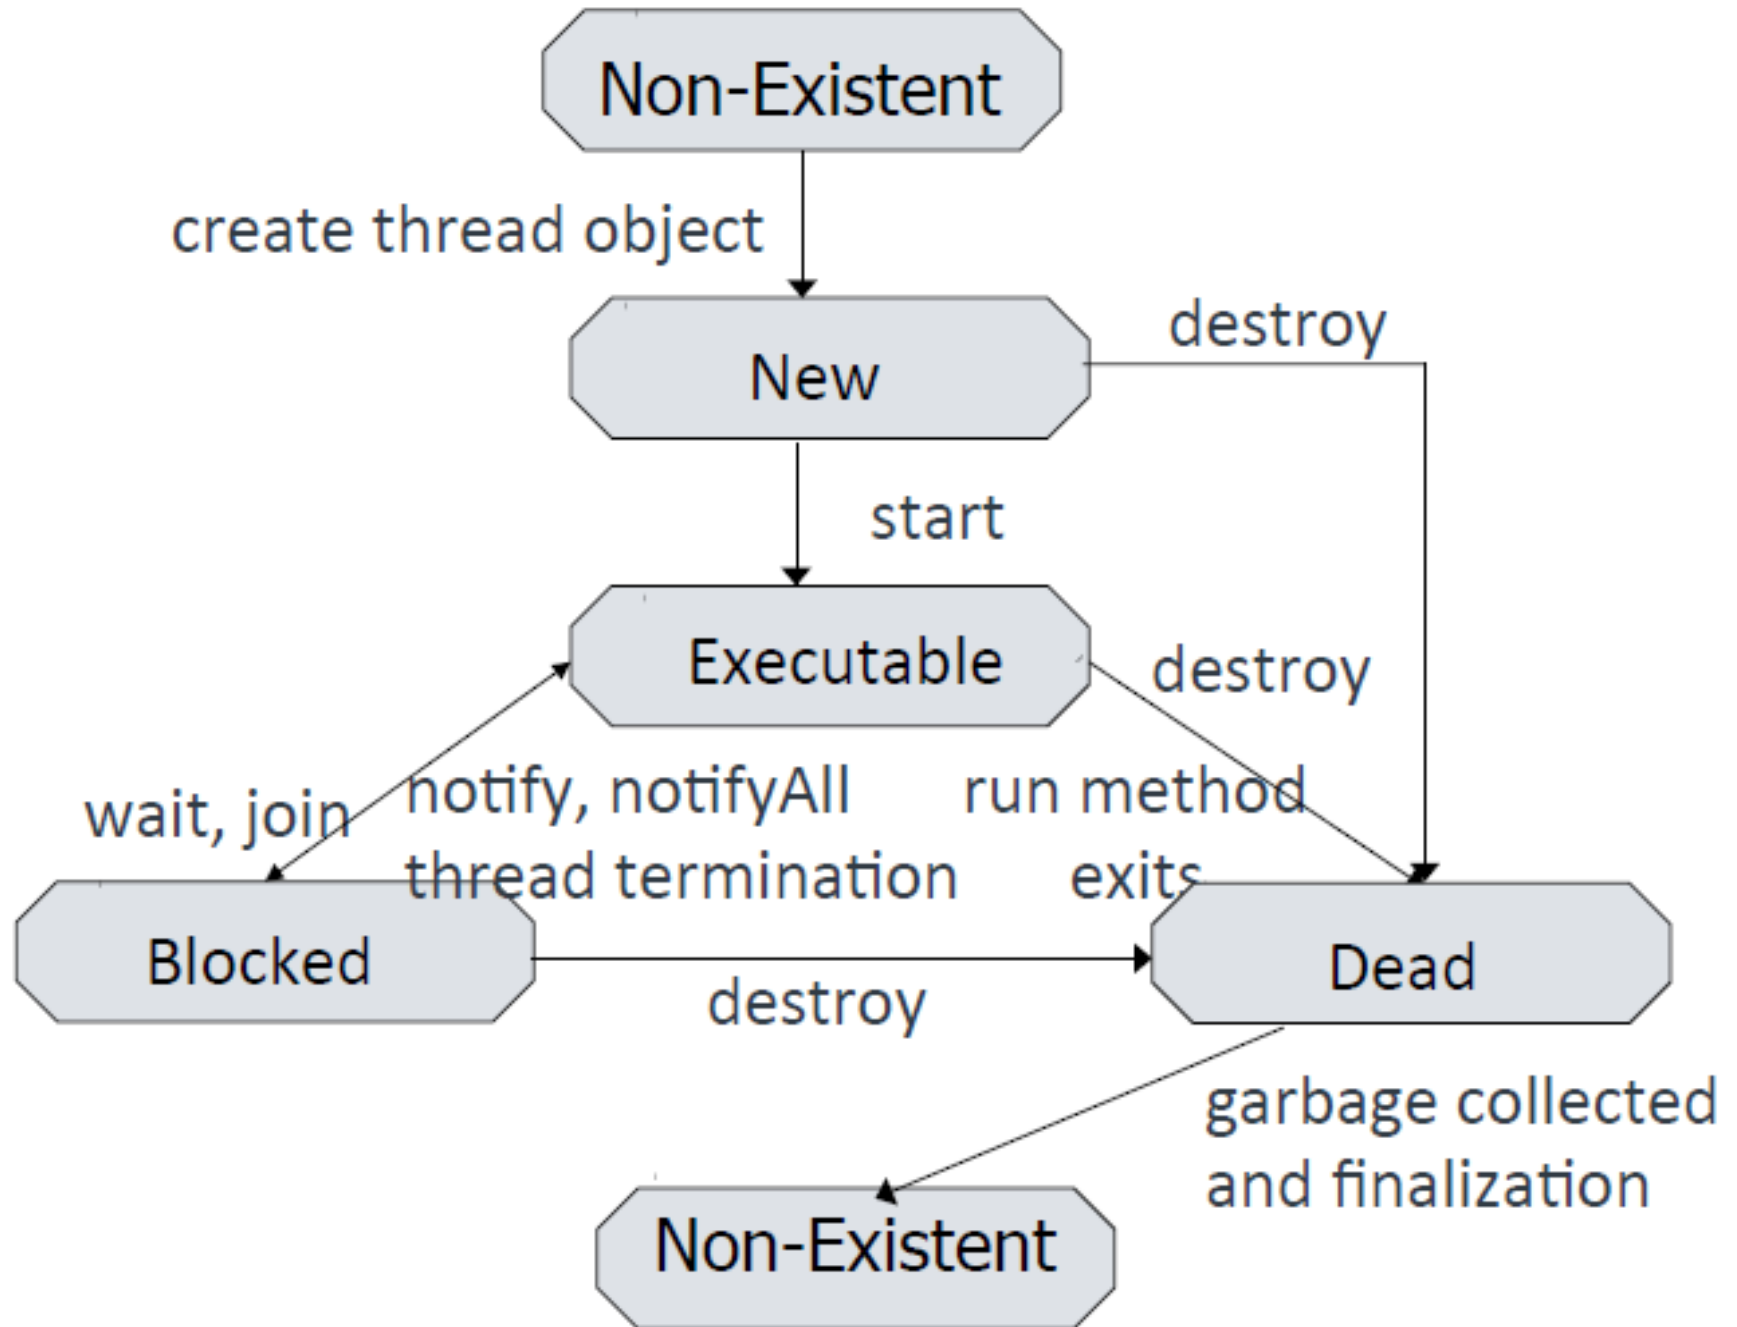 Non-Existent
create thread object
destroy
New
start
Executable
destroy
wait, join
notify, notifyAll
thread termination
run method
exits
Blocked
destroy
Dead
garbage collected
and finalization
Non-Existent